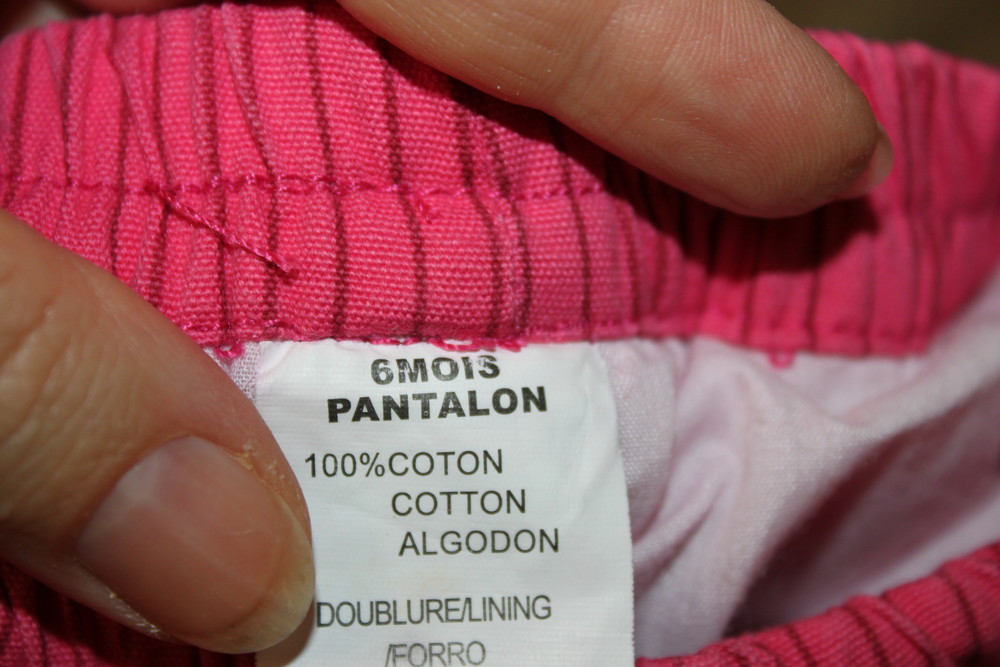 6MOIS
PANTALON
100%COTON
COTTON
ALGODON
DOUBLURE/LINING
/FORRO